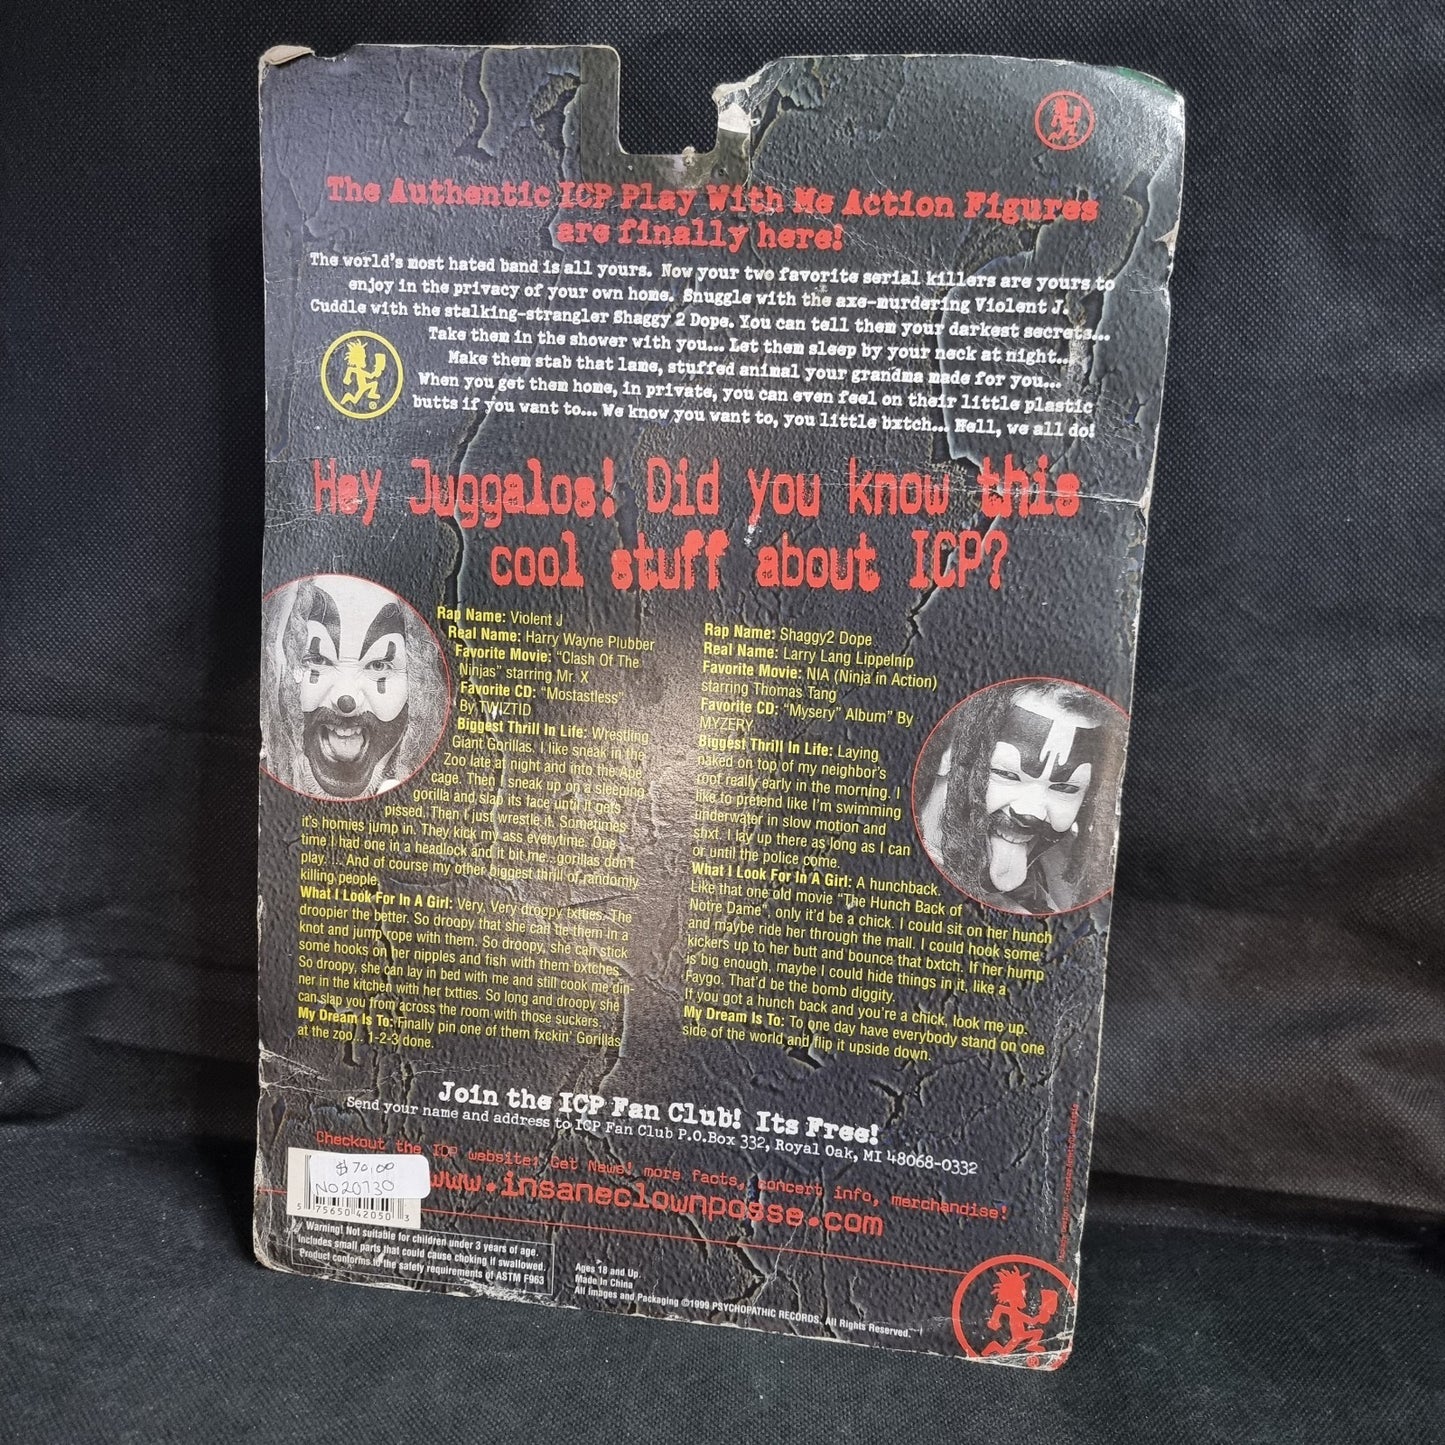 The Authentic ICP Play With Me Action Figures
are finally here!
The world's most hated band is all yours. Now your two favorite serial killers are yours to
enjoy in the privacy of your own home. Snuggle with the axe-murdering Violent J.
Cuddle with the stalking-strangler Shaggy 2 Dope. You can tell them your darkest secrets...
Take them in the shower with you... Let them sleep by your neck at night...
Make them stab that lame, stuffed animal your grandma made for you...
When you get them home, in private, you can even feel on their little plastic
butts if you want to... We know you want to, you little bxtch... Hell, we all do!
®
Hey Juggalos! Did you know this
cool stuff about ICP?
Rap Name: Violent J
Real Name: Harry Wayne Plubber
Favorite Movie: "Clash Of The
Ninjas" starring Mr. X
Favorite CD: "Mostastless"
By TWIZTID
Biggest Thrill In Life: Wrestling
Giant Gorillas. I like sneak in the
Zoo late at night and into the Ape
cage. Then I sneak up on a sleeping
gorilla and slap its face until it gets
pissed. Then I just wrestle it. Sometimes
it's homies jump in. They kick my ass everytime. One
time I had one in a headlock and it bit me...gorillas don't
play. ... And of course my other biggest thrill of randomly
killing people.
What I Look For In A Girl: Very, Very droopy txtties. The
droopier the better. So droopy that she can tie them in a
knot and jump rope with them. So droopy, she can stick
some hooks on her nipples and fish with them bxtches.
So droopy, she can lay in bed with me and still cook me din-
ner in the kitchen with her txtties. So long and droopy she
can slap you from across the room with those suckers.
My Dream Is To: Finally pin one of them fxckin' Gorillas
at the zoo... 1-2-3 done.
Rap Name: Shaggy2 Dope
Real Name: Larry Lang Lippelnip
Favorite Movie: NIA (Ninja in Action)
starring Thomas Tang
Favorite CD: "Mysery" Album" By
MYZERY
Biggest Thrill In Life: Laying
naked on top of my neighbor's
roof really early in the morning. I
like to pretend like I'm swimming
underwater in slow motion and
shxt. I lay up there as long as I can
or until the police come.
What I Look For In A Girl: A hunchback.
Like that one old movie "The Hunch Back of
Notre Dame", only it'd be a chick. I could sit on her hunch
and maybe ride her through the mall. I could hook some
kickers up to her butt and bounce that bxtch. If her hump
is big enough, maybe I could hide things in it, like a
Faygo. That'd be the bomb diggity.
If you got a hunch back and you're a chick, look me up.
My Dream Is To: To one day have everybody stand on one
side of the world and flip it upside down.
Join the ICP Fan Club! Its Free!
Send your name and address to ICP Fan Club P.O.Box 332, Royal Oak, MI 48068-0332
Checkout the ICP website! Get News! more facts, concert info, merchandise!
www.insaneclownposse.com
$70.00
NO20730
5 75650 42050 3
Warning! Not suitable for children under 3 years of age.
Includes small parts that could cause choking if swallowed.
Product conforms to the safety requirements of ASTM F963
Ages 18 and Up.
Made in China
All Images and Packaging ©1999 PSYCHOPATHIC RECORDS. All Rights Reserved.
®